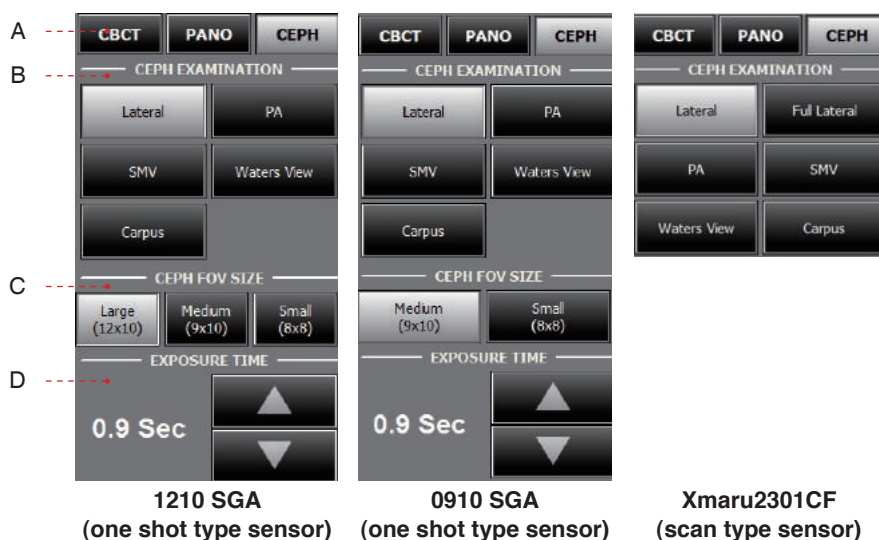 A
CBCT PANO CEPH
B
CEPH EXAMINATION
Lateral PA
SMV Waters View
Carpus
C
CEPH FOV SIZE
Large (12x10) Medium (9x10) Small (8x8)
D
EXPOSURE TIME
0.9 Sec
1210 SGA
(one shot type sensor)
CBCT PANO CEPH
CEPH EXAMINATION
Lateral PA
SMV Waters View
Carpus
CEPH FOV SIZE
Medium (9x10) Small (8x8)
EXPOSURE TIME
0.9 Sec
0910 SGA
(one shot type sensor)
CBCT PANO CEPH
CEPH EXAMINATION
Lateral Full Lateral
PA SMV
Waters View Carpus
Xmaru2301CF
(scan type sensor)